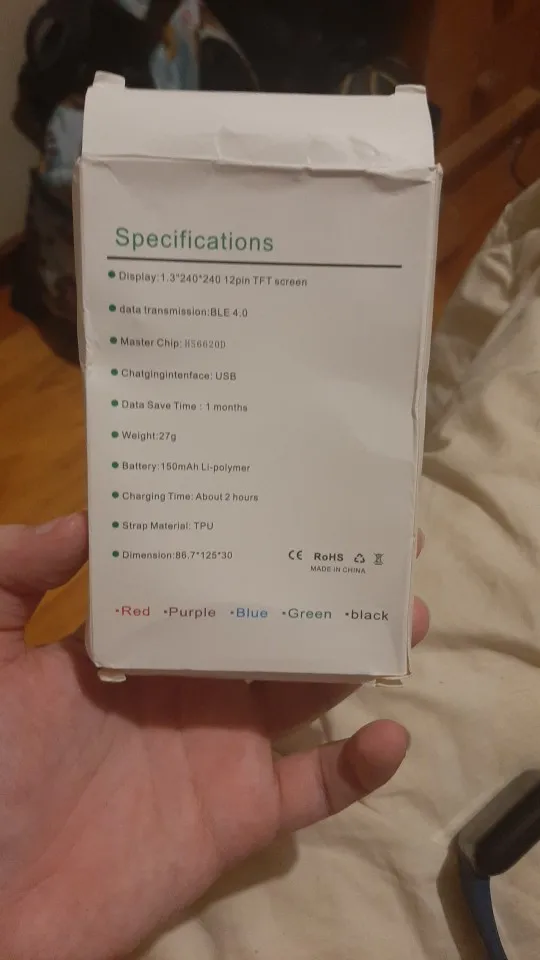 Specifications
Display:1.3"240*240 12pin TFT screen
data transmission:BLE 4.0
Master Chip: HS6620D
Chatgingintenface: USB
Data Save Time : 1 months
Weight:27g
Battery:150mAh Li-polymer
Charging Time: About 2 hours
Strap Material: TPU
Dimension:86.7*125*30
CE RoHS
MADE IN CHINA
•Red •Purple •Blue •Green •black